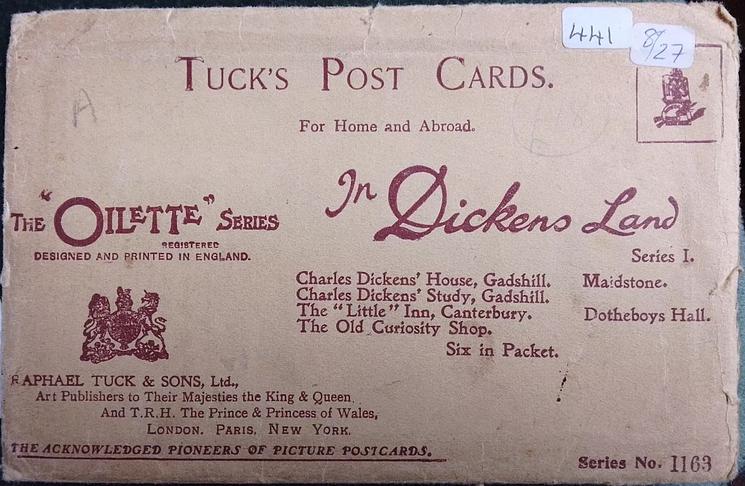 441
8/27
TUCK'S POST CARDS.
For Home and Abroad.
A
In Dickens Land
THE "OILETTE" SERIES
REGISTERED
DESIGNED AND PRINTED IN ENGLAND.
Series I.
Charles Dickens' House, Gadshill. Maidstone.
Charles Dickens' Study, Gadshill.
The "Little" Inn, Canterbury. Dotheboys Hall.
The Old Curiosity Shop.
Six in Packet.
RAPHAEL TUCK & SONS, Ltd.,
Art Publishers to Their Majesties the King & Queen,
And T.R.H. The Prince & Princess of Wales,
LONDON. PARIS, NEW YORK.
THE ACKNOWLEDGED PIONEERS OF PICTURE POSTCARDS.
Series No. 1163